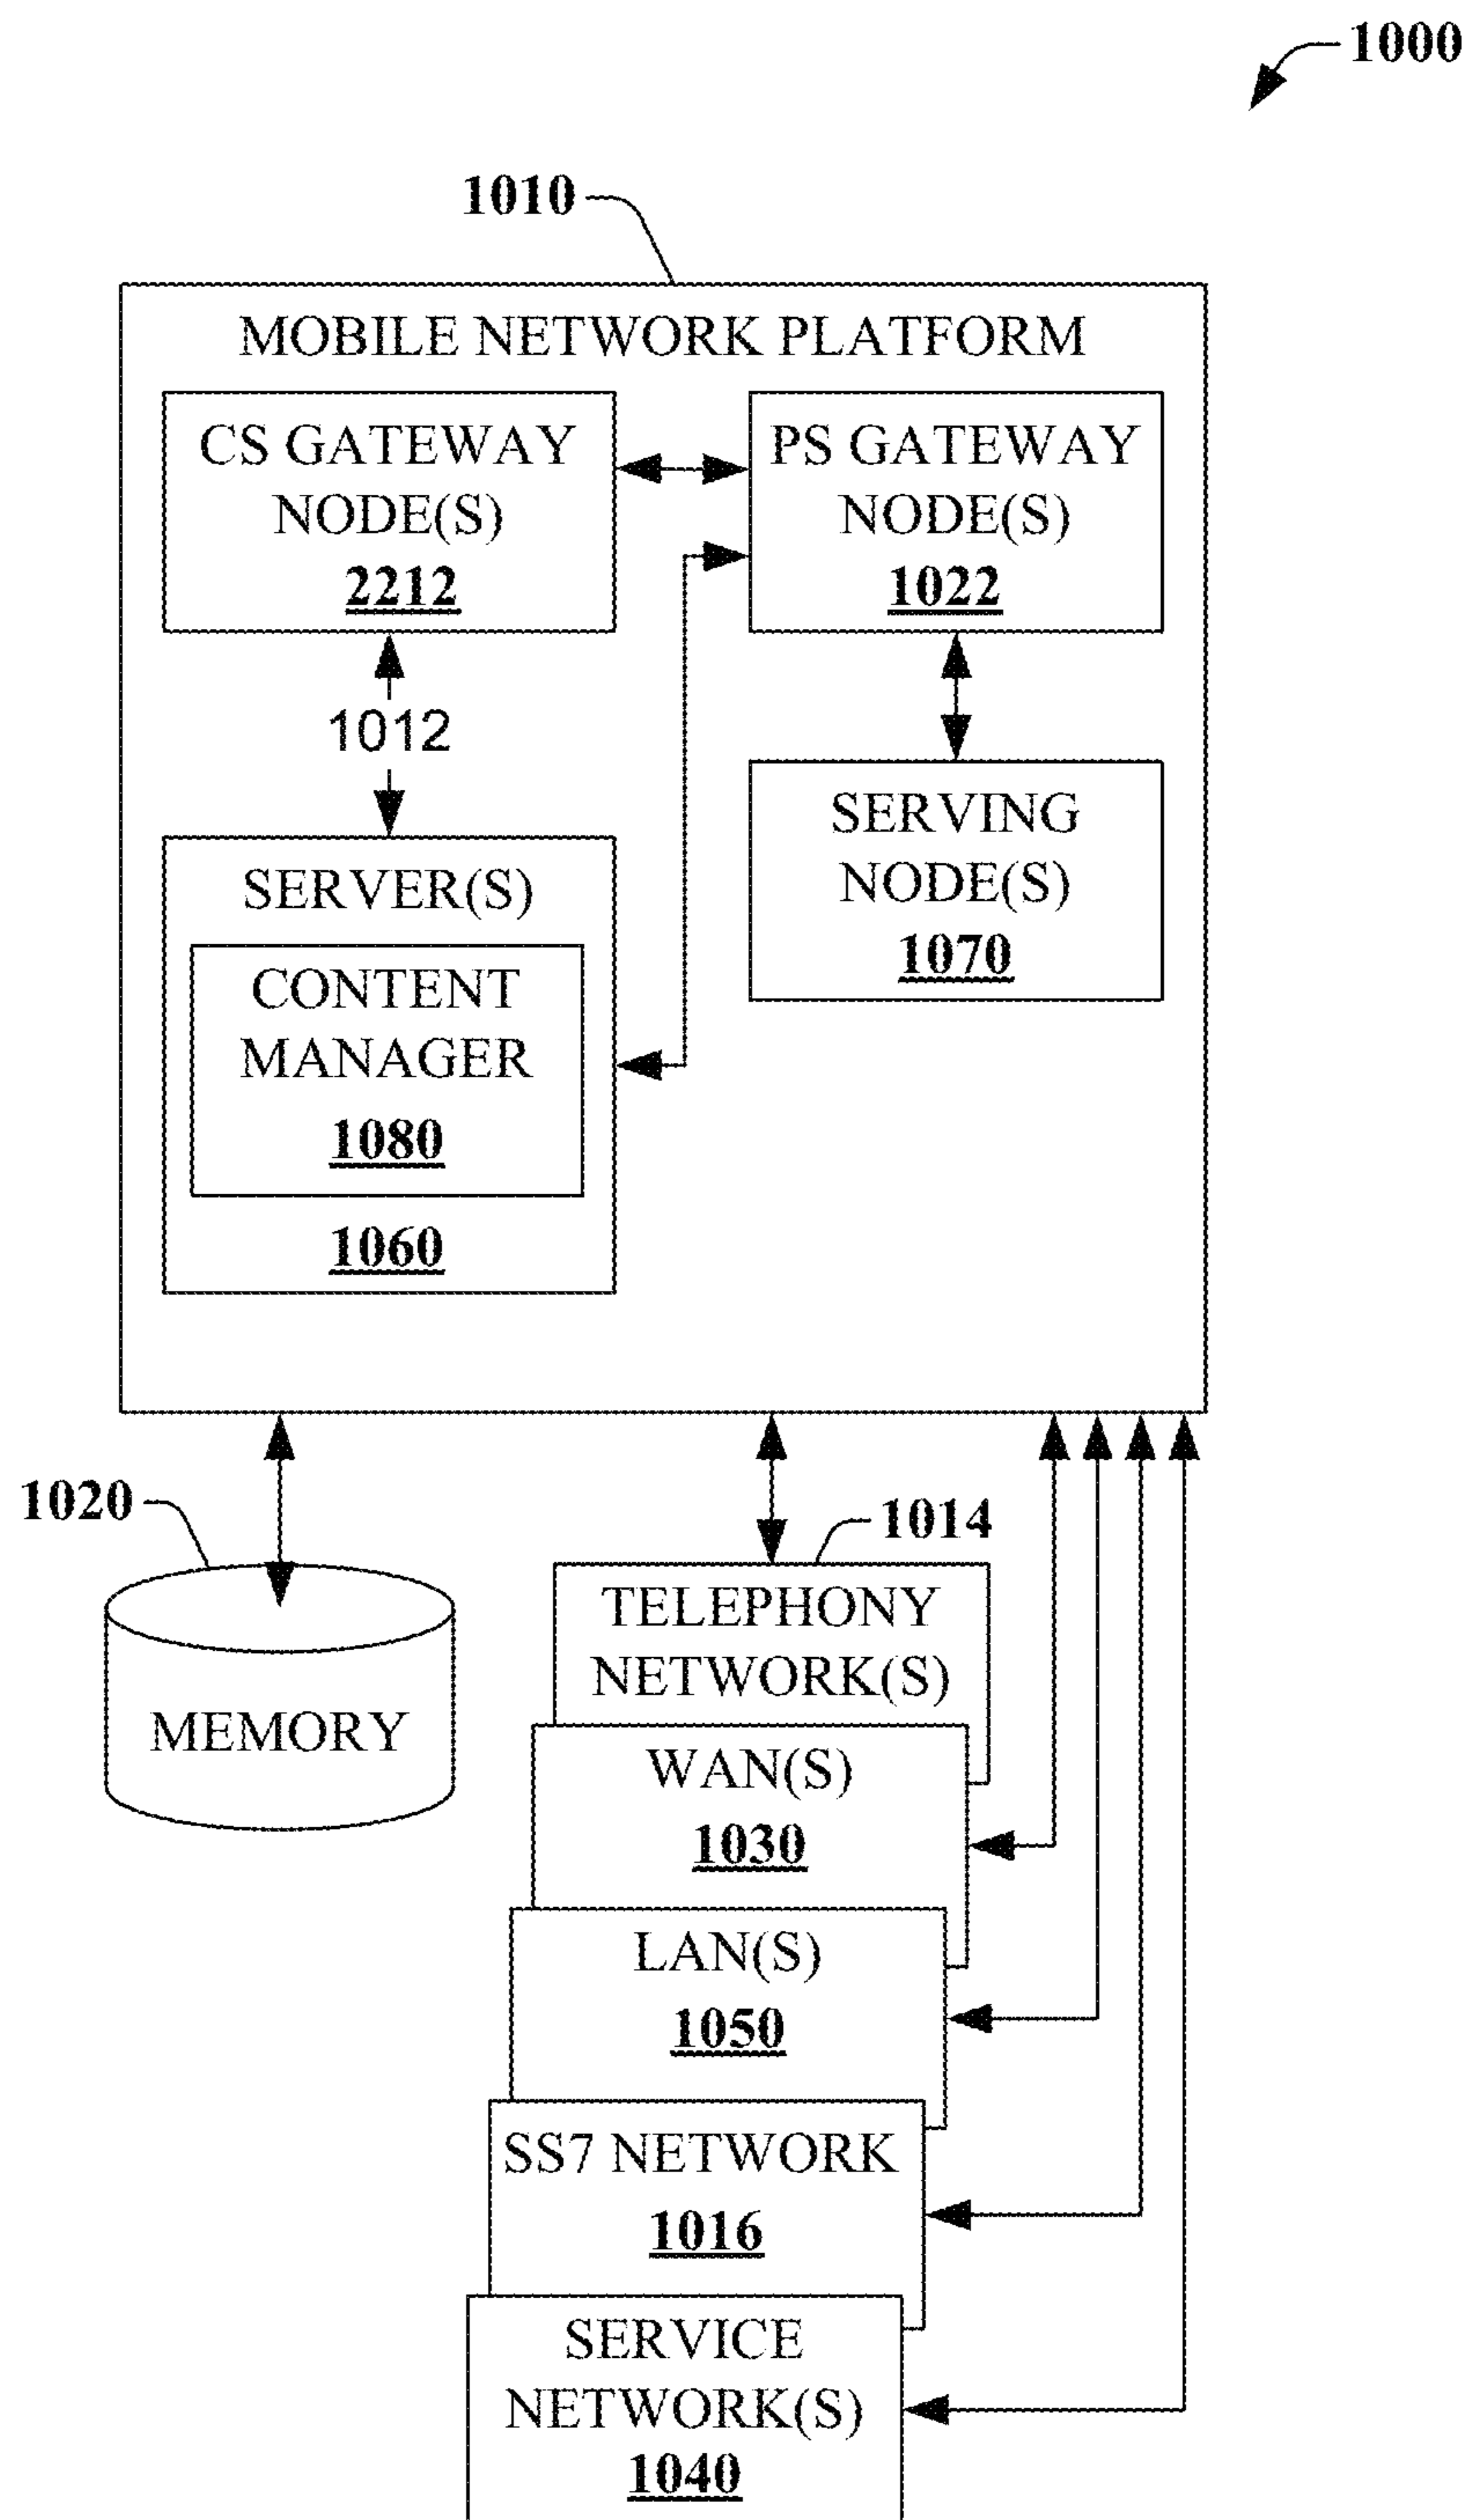 1000
1010
MOBILE NETWORK PLATFORM
CS GATEWAY
NODE(S)
2212
PS GATEWAY
NODE(S)
1022
1012
SERVING
NODE(S)
1070
SERVER(S)
CONTENT
MANAGER
1080
1060
1020
MEMORY
1014
TELEPHONY
NETWORK(S)
WAN(S)
1030
LAN(S)
1050
SS7 NETWORK
1016
SERVICE
NETWORK(S)
1040